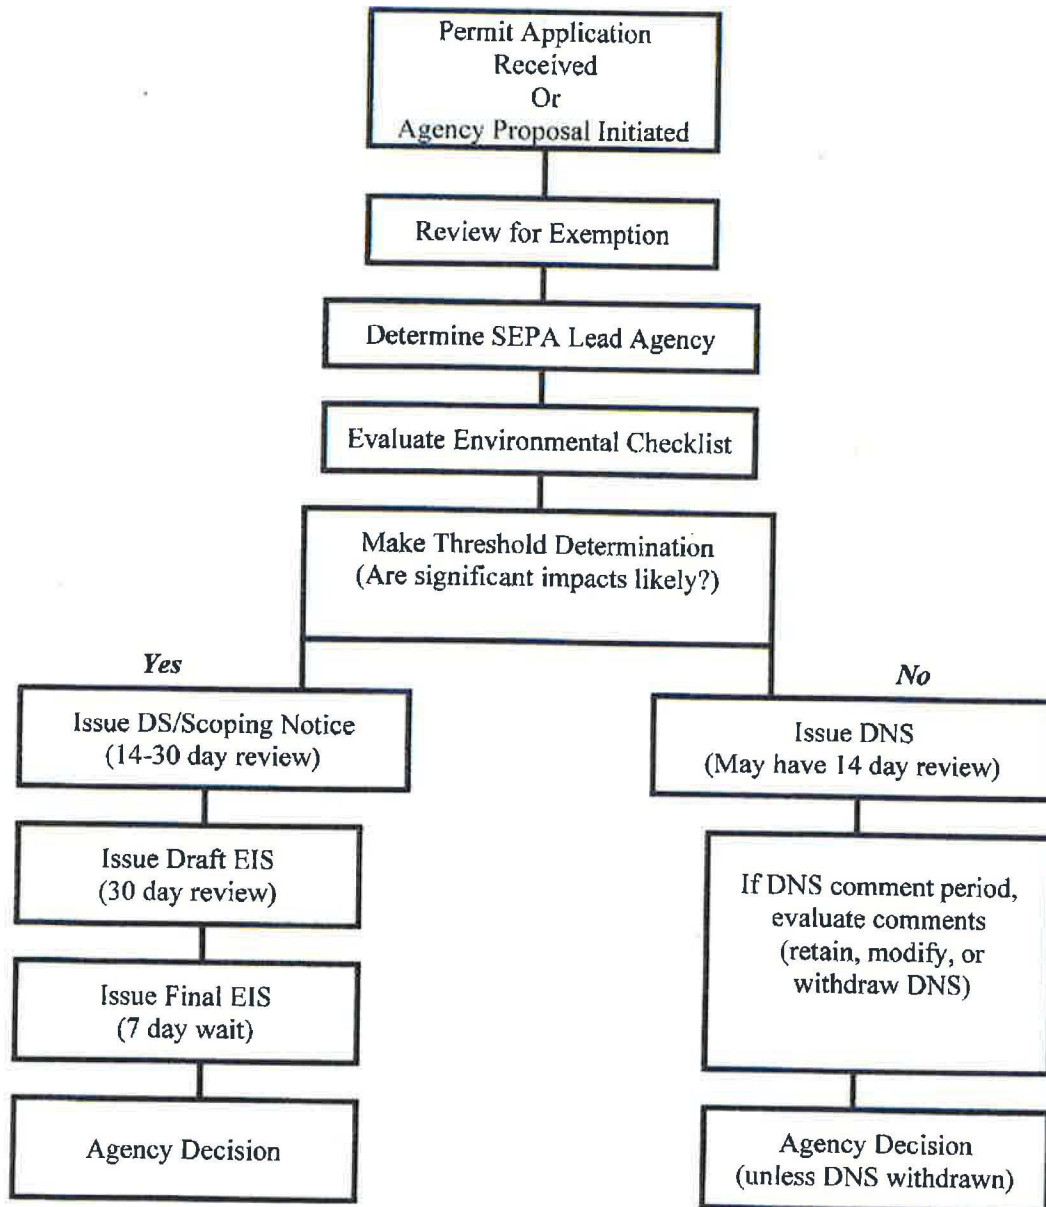 Permit Application
Received
Or
Agency Proposal Initiated
Review for Exemption
Determine SEPA Lead Agency
Evaluate Environmental Checklist
Make Threshold Determination
(Are significant impacts likely?)
Yes
Issue DS/Scoping Notice
(14-30 day review)
Issue Draft EIS
(30 day review)
Issue Final EIS
(7 day wait)
Agency Decision
No
Issue DNS
(May have 14 day review)
If DNS comment period,
evaluate comments
(retain, modify, or
withdraw DNS)
Agency Decision
(unless DNS withdrawn)